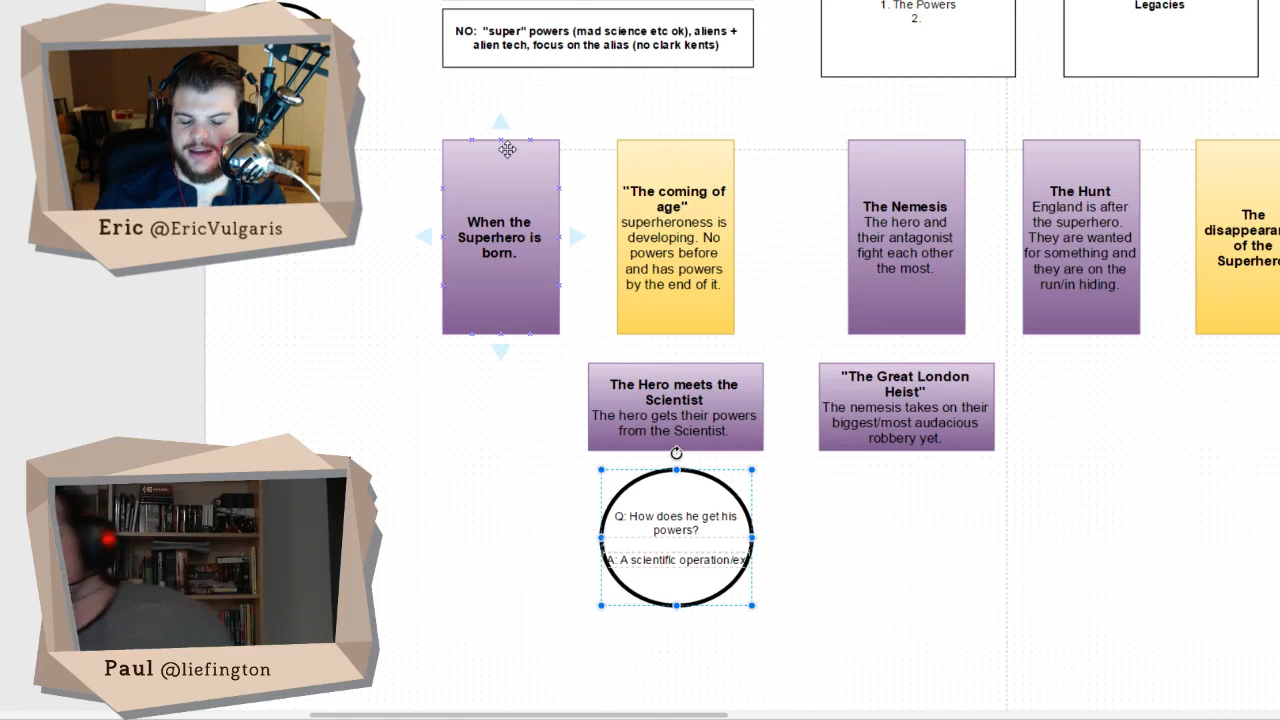 1. The Powers
2.
Legacies
NO: "super" powers (mad science etc ok), aliens +
alien tech, focus on the alias (no clark kents)
Eric @EricVulgaris
When the
Superhero is
born.
"The coming of
age"
superheroness is
developing. No
powers before
and has powers
by the end of it.
The Nemesis
The hero and
their antagonist
fight each other
the most.
The Hunt
England is after
the superhero.
They are wanted
for something and
they are on the
run/in hiding.
The
disappearan
of the
Superher
The Hero meets the
Scientist
The hero gets their powers
from the Scientist.
"The Great London
Heist"
The nemesis takes on their
biggest/most audacious
robbery yet.
Q: How does he get his
powers?
A: A scientific operation/ex
Paul @liefington